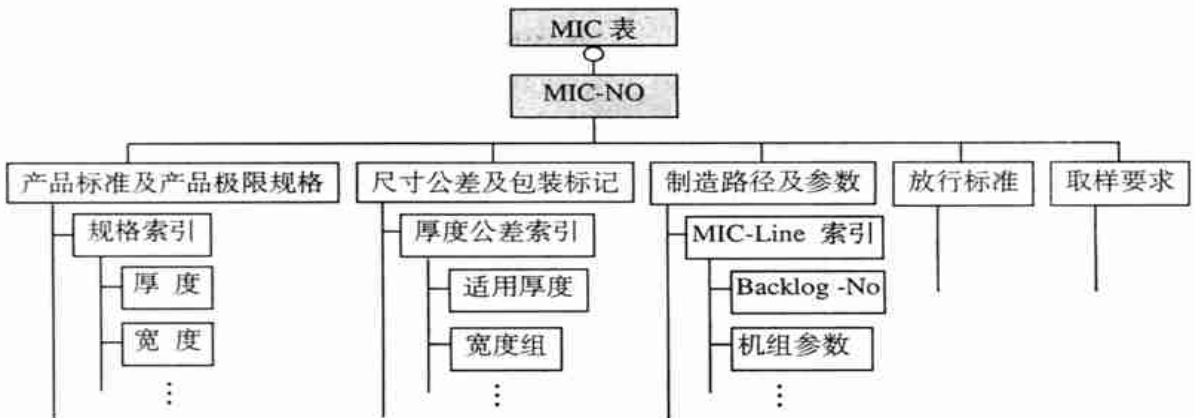 MIC 表
MIC-NO
产品标准及产品极限规格
尺寸公差及包装标记
制造路径及参数
放行标准
取样要求
规格索引
厚度公差索引
MIC-Line 索引
厚 度
适用厚度
Backlog -No
宽 度
宽度组
机组参数